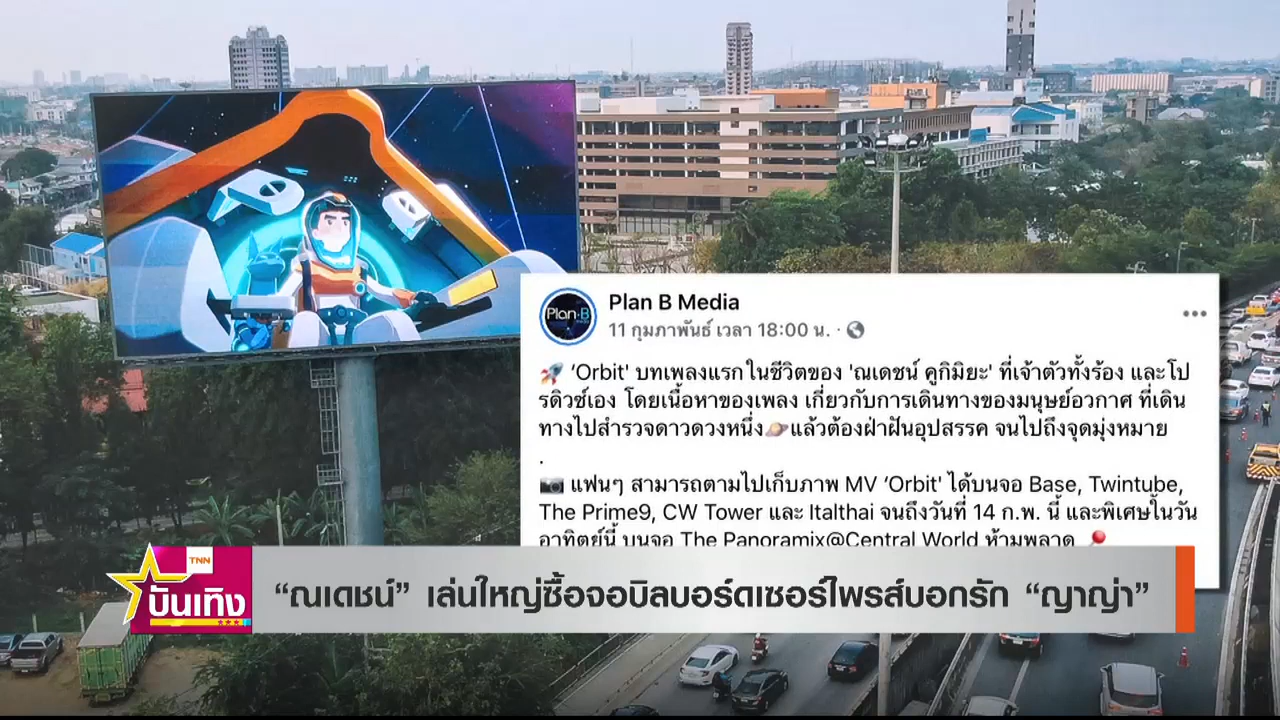 Plan B Media
Plan B
11 กุมภาพันธ์ เวลา 18:00 น. ·
'Orbit' บทเพลงแรกในชีวิตของ 'ณเดชน์ คูกิมิยะ' ที่เจ้าตัวทั้งร้อง และโป
รดิวซ์เอง โดยเนื้อหาของเพลง เกี่ยวกับการเดินทางของมนุษย์อวกาศ ที่เดิน
ทางไปสำรวจดาวดวงหนึ่ง🪐แล้วต้องฝ่าฝันอุปสรรค จนไปถึงจุดมุ่งหมาย
.
📷 แฟนๆ สามารถตามไปเก็บภาพ MV 'Orbit' ได้บนจอ Base, Twintube,
The Prime9, CW Tower และ Italthai จนถึงวันที่ 14 ก.พ. นี้ และพิเศษในวัน
อาทิตย์นี้ บนจอ The Panoramix@Central World ห้ามพลาด 📍
TNN
บันเทิง
“ณเดชน์” เล่นใหญ่ซื้อจอบิลบอร์ดเซอร์ไพรส์บอกรัก “ญาญ่า”